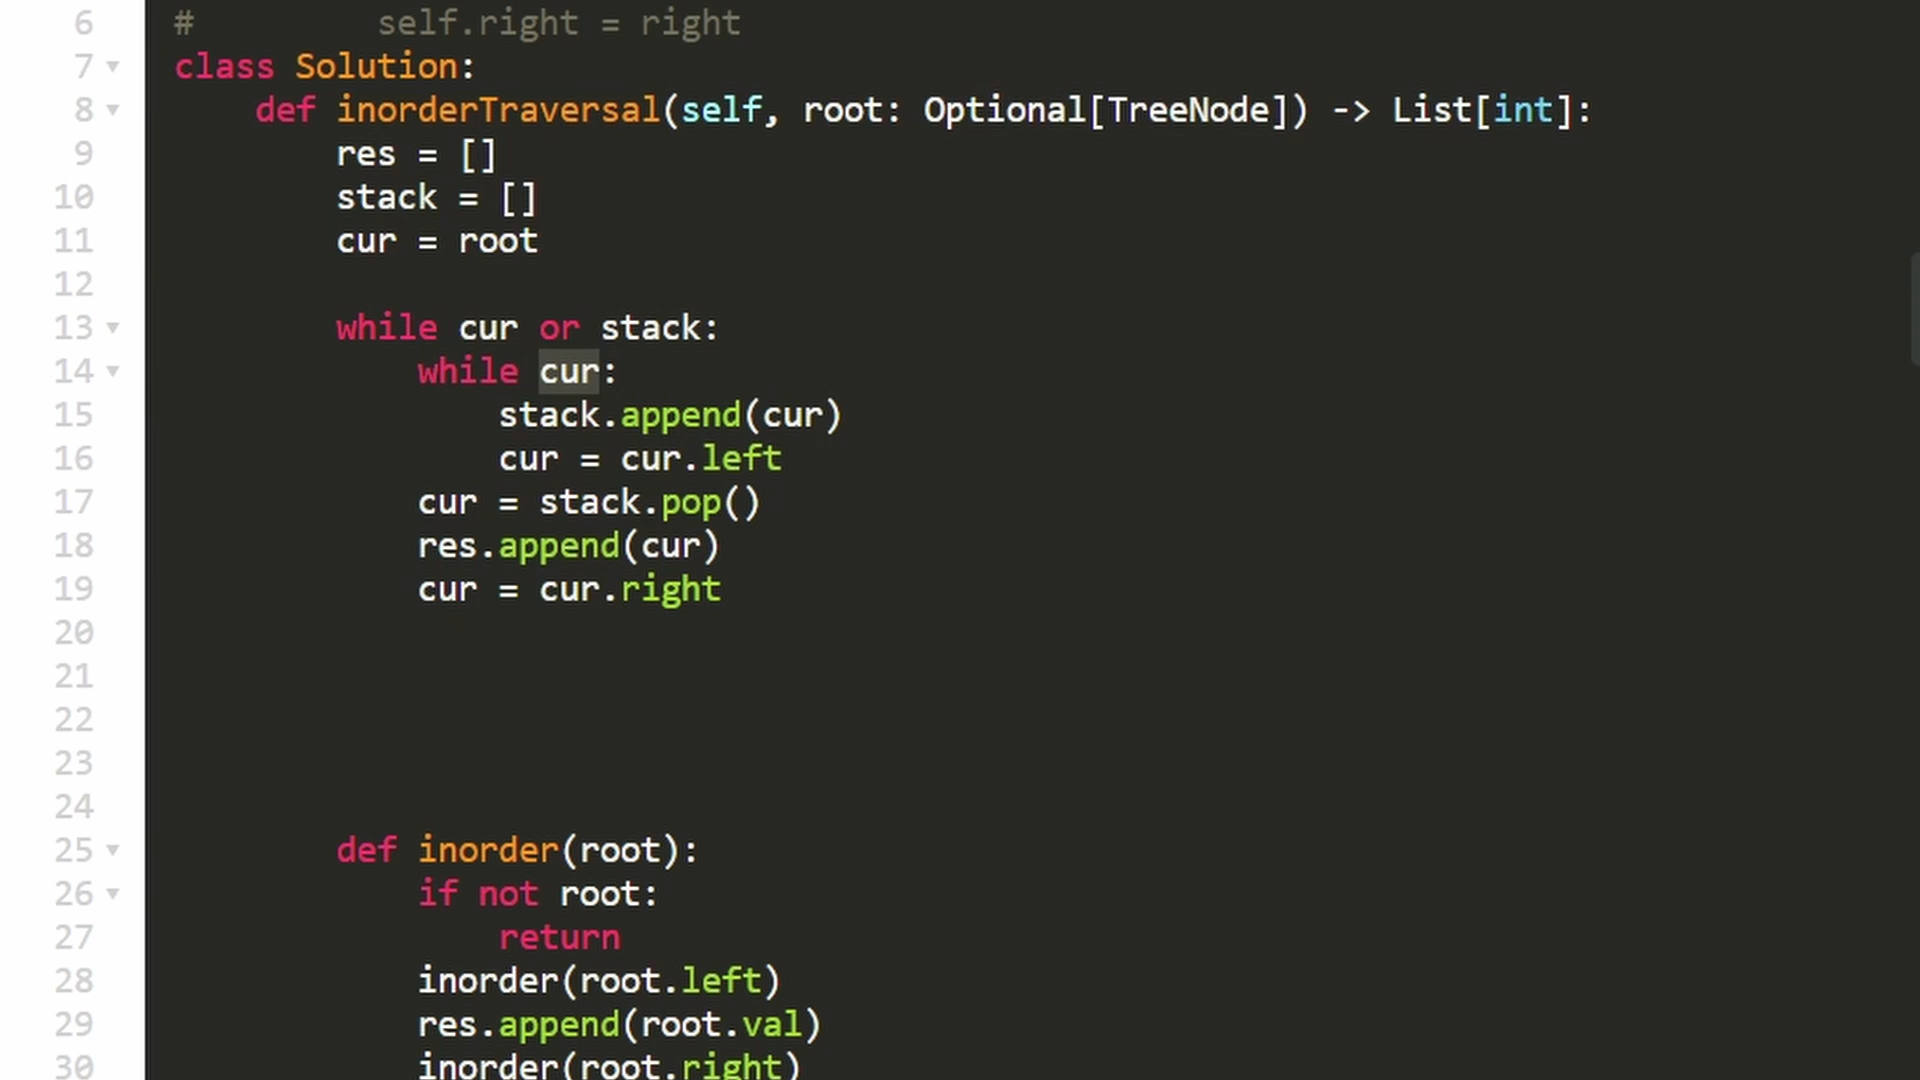 6 #         self.right = right
7 class Solution:
8     def inorderTraversal(self, root: Optional[TreeNode]) -> List[int]:
9         res = []
10         stack = []
11         cur = root
12
13         while cur or stack:
14             while cur:
15                 stack.append(cur)
16                 cur = cur.left
17             cur = stack.pop()
18             res.append(cur)
19             cur = cur.right
20
21
22
23
24
25         def inorder(root):
26             if not root:
27                 return
28             inorder(root.left)
29             res.append(root.val)
30             inorder(root.right)